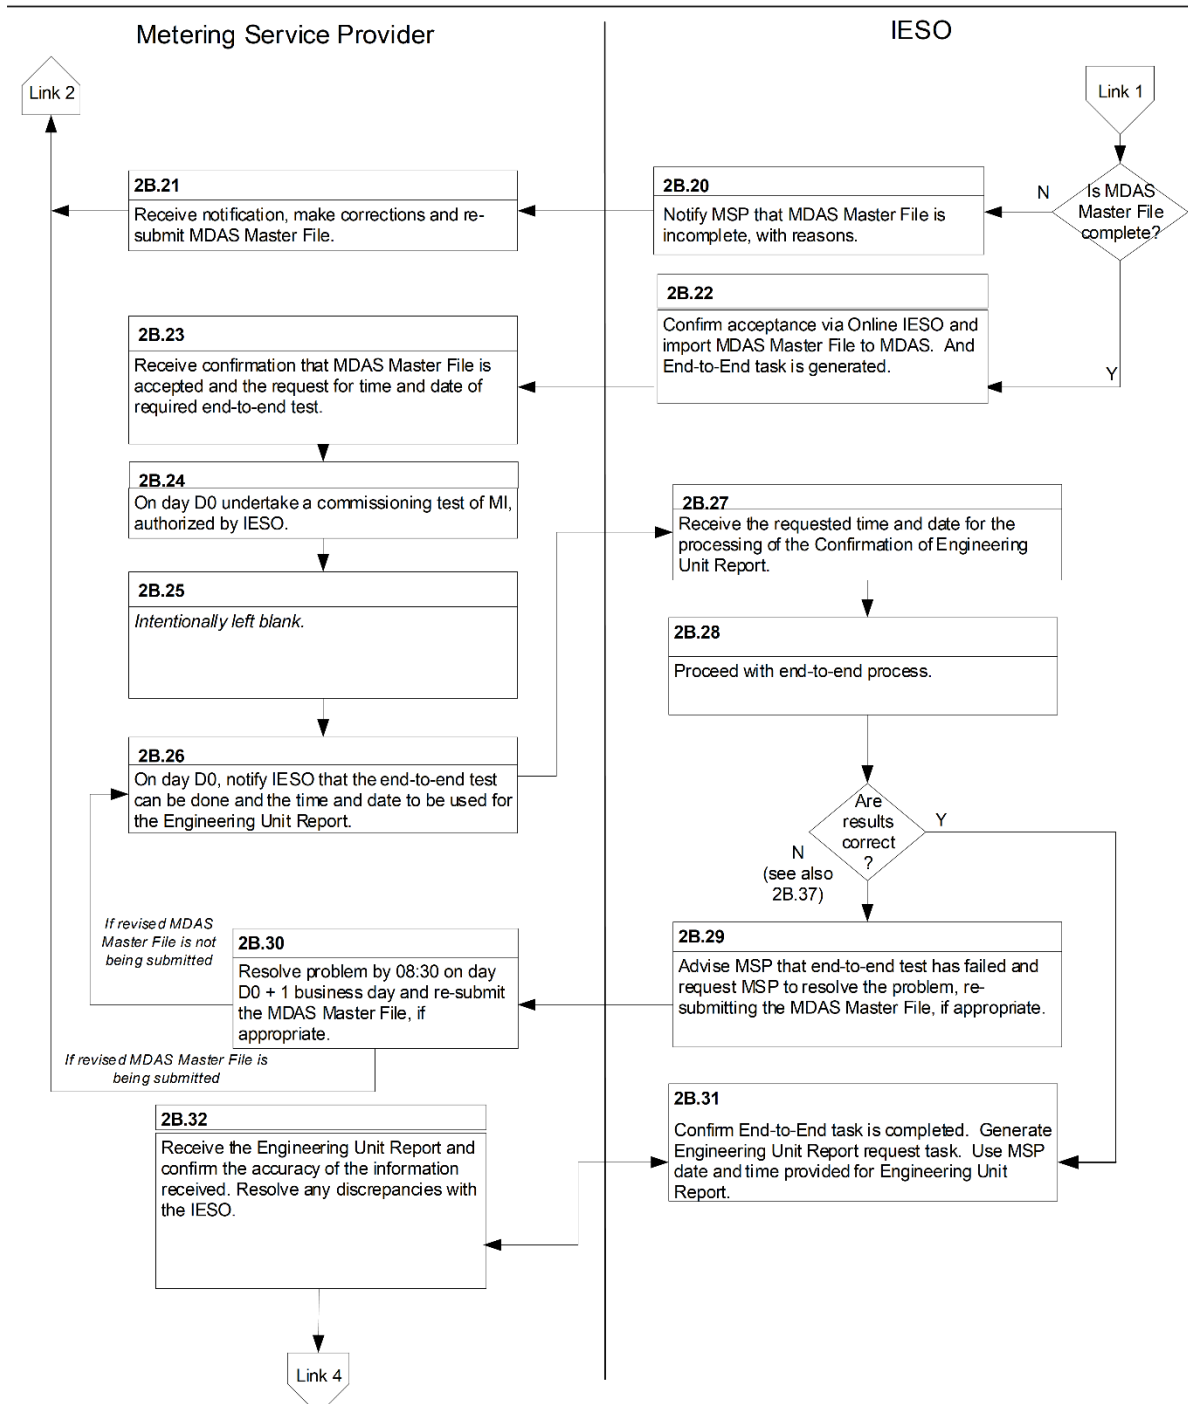 Metering Service Provider
IESO
Link 2
Link 1
Is
MDAS
Master File
complete?
N
Y
2B.20
Notify MSP that MDAS Master File is
incomplete, with reasons.
2B.21
Receive notification, make corrections and re-
submit MDAS Master File.
2B.22
Confirm acceptance via Online IESO and
import MDAS Master File to MDAS.  And
End-to-End task is generated.
2B.23
Receive confirmation that MDAS Master File is
accepted and the request for time and date of
required end-to-end test.
2B.24
On day D0 undertake a commissioning test of MI,
authorized by IESO.
2B.25
Intentionally left blank.
2B.26
On day D0, notify IESO that the end-to-end test
can be done and the time and date to be used for
the Engineering Unit Report.
2B.27
Receive the requested time and date for the
processing of the Confirmation of Engineering
Unit Report.
2B.28
Proceed with end-to-end process.
Are
results
correct
?
Y
N
(see also
2B.37)
2B.29
Advise MSP that end-to-end test has failed and
request MSP to resolve the problem, re-
submitting the MDAS Master File, if appropriate.
If revised MDAS
Master File is not
being submitted
2B.30
Resolve problem by 08:30 on day
D0 + 1 business day and re-submit
the MDAS Master File, if
appropriate.
If revised MDAS Master File is
being submitted
2B.31
Confirm End-to-End task is completed.  Generate
Engineering Unit Report request task.  Use MSP
date and time provided for Engineering Unit
Report.
2B.32
Receive the Engineering Unit Report and
confirm the accuracy of the information
received. Resolve any discrepancies with
the IESO.
Link 4